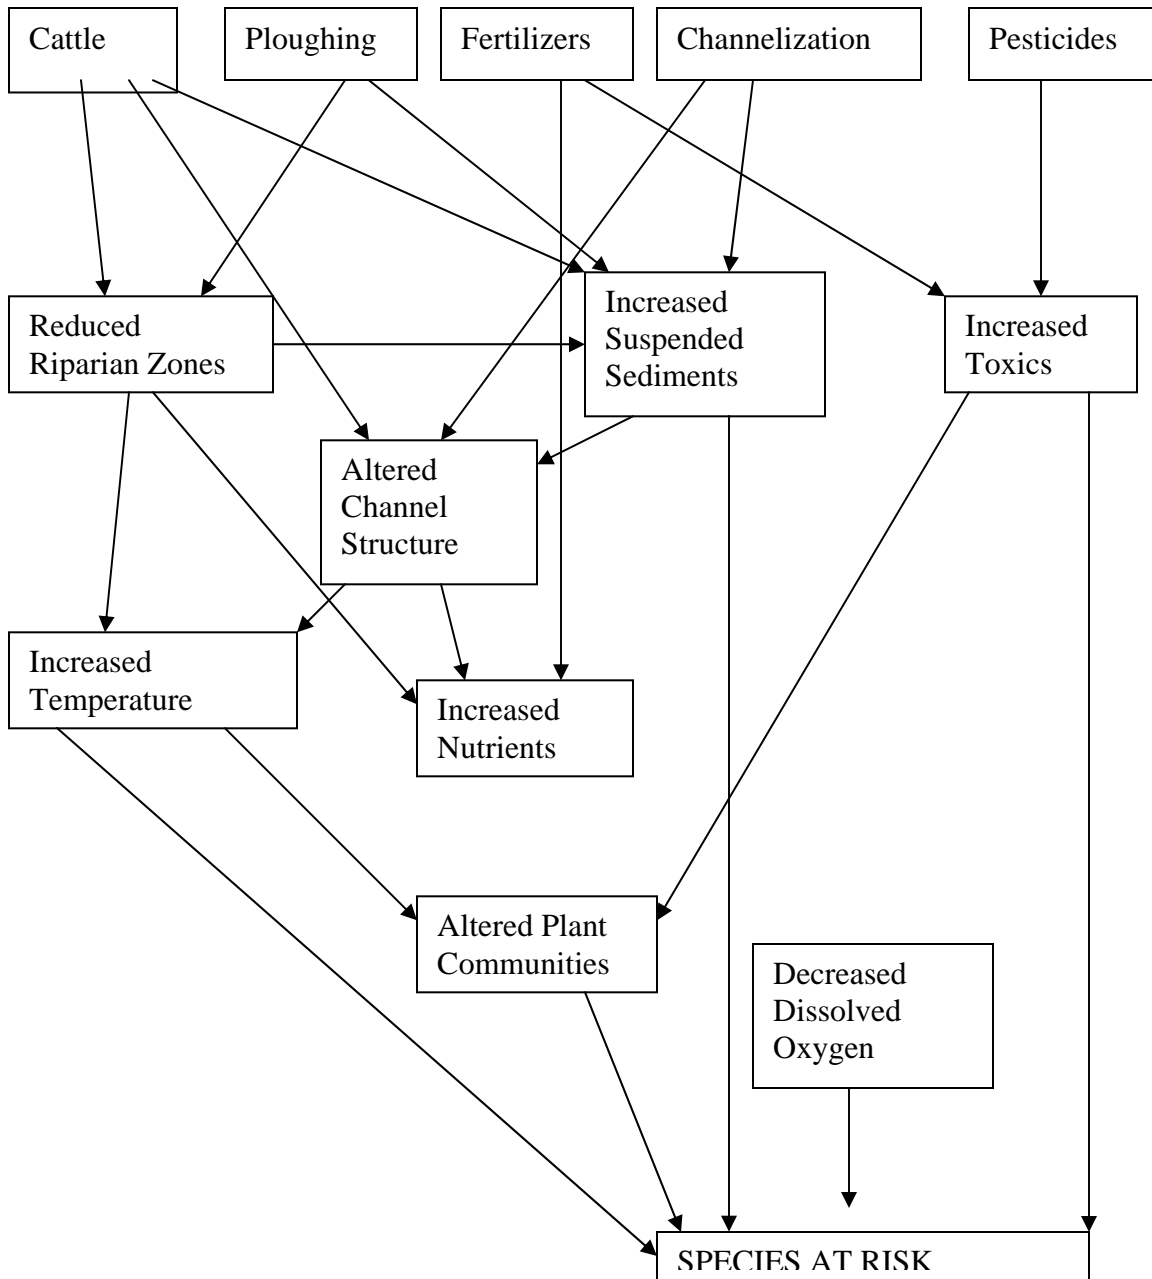 Cattle
Ploughing
Fertilizers
Channelization
Pesticides
Reduced
Riparian Zones
Increased
Suspended
Sediments
Increased
Toxics
Altered
Channel
Structure
Increased
Temperature
Increased
Nutrients
Altered Plant
Communities
Decreased
Dissolved
Oxygen
SPECIES AT RISK